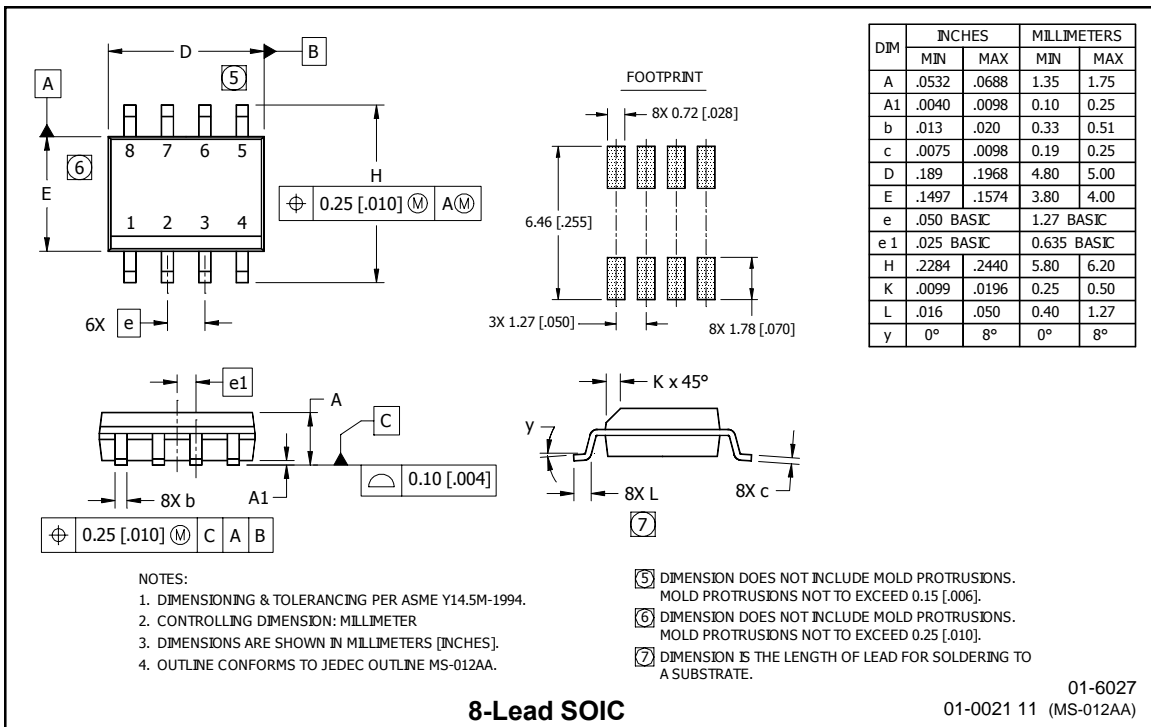 D
B
5
A
8 7 6 5
6
E
H
⌖ 0.25 [.010] Ⓜ AⓂ
1 2 3 4
6X e
FOOTPRINT
8X 0.72 [.028]
6.46 [.255]
3X 1.27 [.050]
8X 1.78 [.070]
DIM INCHES MILLIMETERS
MIN MAX MIN MAX
A .0532 .0688 1.35 1.75
A1 .0040 .0098 0.10 0.25
b .013 .020 0.33 0.51
c .0075 .0098 0.19 0.25
D .189 .1968 4.80 5.00
E .1497 .1574 3.80 4.00
e .050 BASIC 1.27 BASIC
e 1 .025 BASIC 0.635 BASIC
H .2284 .2440 5.80 6.20
K .0099 .0196 0.25 0.50
L .016 .050 0.40 1.27
y 0° 8° 0° 8°
e1
A
C
⌓ 0.10 [.004]
8X b
A1
⌖ 0.25 [.010] Ⓜ C A B
K x 45°
y
8X L
7
8X c
NOTES:
1. DIMENSIONING & TOLERANCING PER ASME Y14.5M-1994.
2. CONTROLLING DIMENSION: MILLIMETER
3. DIMENSIONS ARE SHOWN IN MILLIMETERS [INCHES].
4. OUTLINE CONFORMS TO JEDEC OUTLINE MS-012AA.
5 DIMENSION DOES NOT INCLUDE MOLD PROTRUSIONS.
MOLD PROTRUSIONS NOT TO EXCEED 0.15 [.006].
6 DIMENSION DOES NOT INCLUDE MOLD PROTRUSIONS.
MOLD PROTRUSIONS NOT TO EXCEED 0.25 [.010].
7 DIMENSION IS THE LENGTH OF LEAD FOR SOLDERING TO
A SUBSTRATE.
8-Lead SOIC
01-6027
01-0021 11 (MS-012AA)